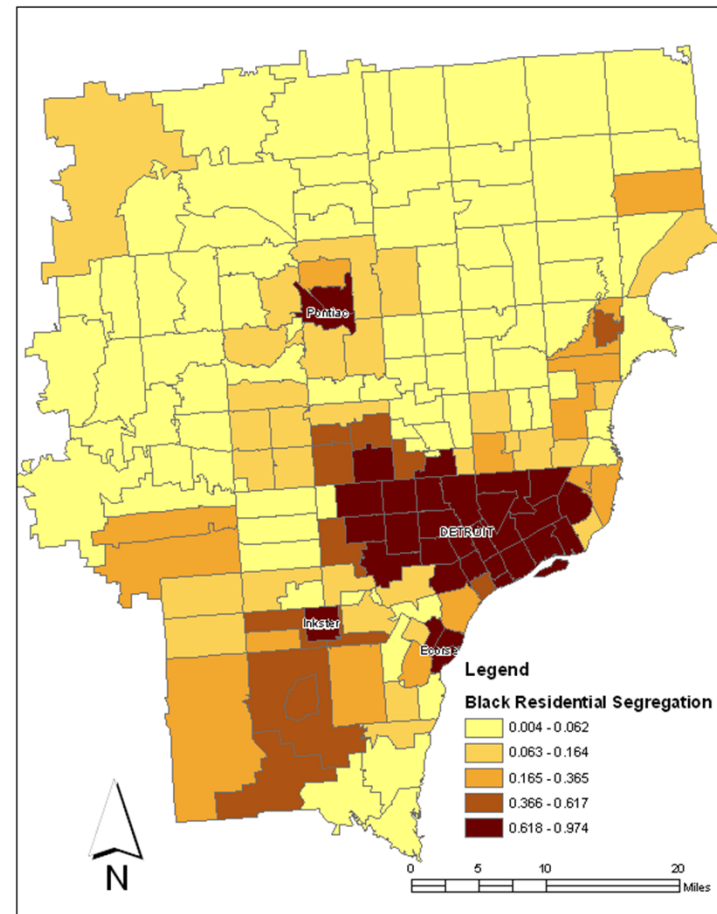 Pontiac
DETROIT
Inkster
Ecorse
Legend
Black Residential Segregation
0.004 - 0.062
0.063 - 0.164
0.165 - 0.365
0.366 - 0.617
0.618 - 0.974
N
0 5 10 20
Miles